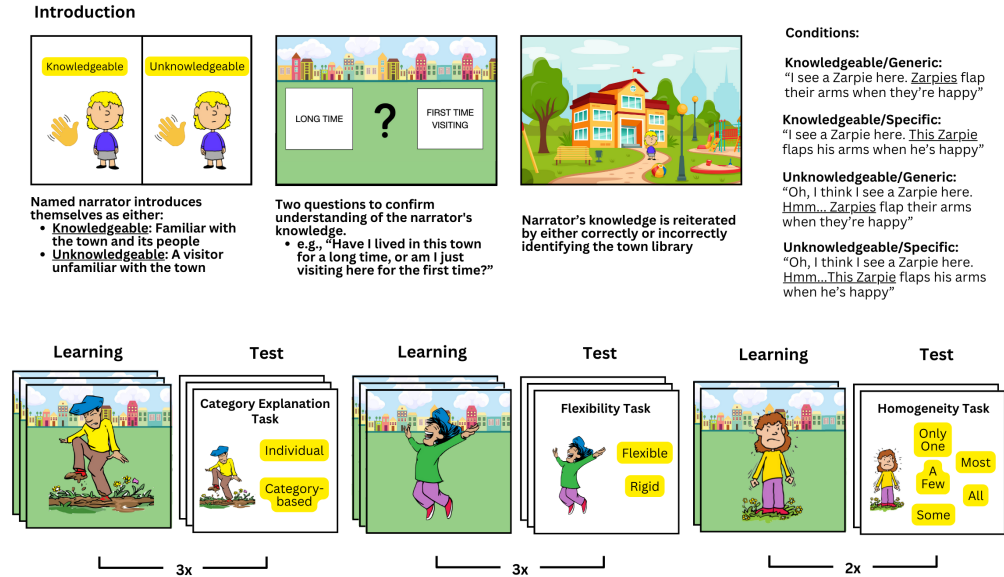 Introduction
Knowledgeable
Unknowledgeable
Named narrator introduces
themselves as either:
• Knowledgeable: Familiar with
the town and its people
• Unknowledgeable: A visitor
unfamiliar with the town
LONG TIME
?
FIRST TIME
VISITING
Two questions to confirm
understanding of the narrator's
knowledge.
• e.g., “Have I lived in this town
for a long time, or am I just
visiting here for the first time?”
Narrator’s knowledge is reiterated
by either correctly or incorrectly
identifying the town library
Conditions:
Knowledgeable/Generic:
“I see a Zarpie here. Zarpies flap
their arms when they’re happy”
Knowledgeable/Specific:
“I see a Zarpie here. This Zarpie
flaps his arms when he’s happy”
Unknowledgeable/Generic:
“Oh, I think I see a Zarpie here.
Hmm... Zarpies flap their arms
when they’re happy”
Unknowledgeable/Specific:
“Oh, I think I see a Zarpie here.
Hmm...This Zarpie flaps his arms
when he’s happy”
Learning
Test
Category Explanation
Task
Individual
Category-
based
3x
Learning
Test
Flexibility Task
Flexible
Rigid
3x
Learning
Test
Homogeneity Task
Only
One
Most
A
Few
All
Some
2x